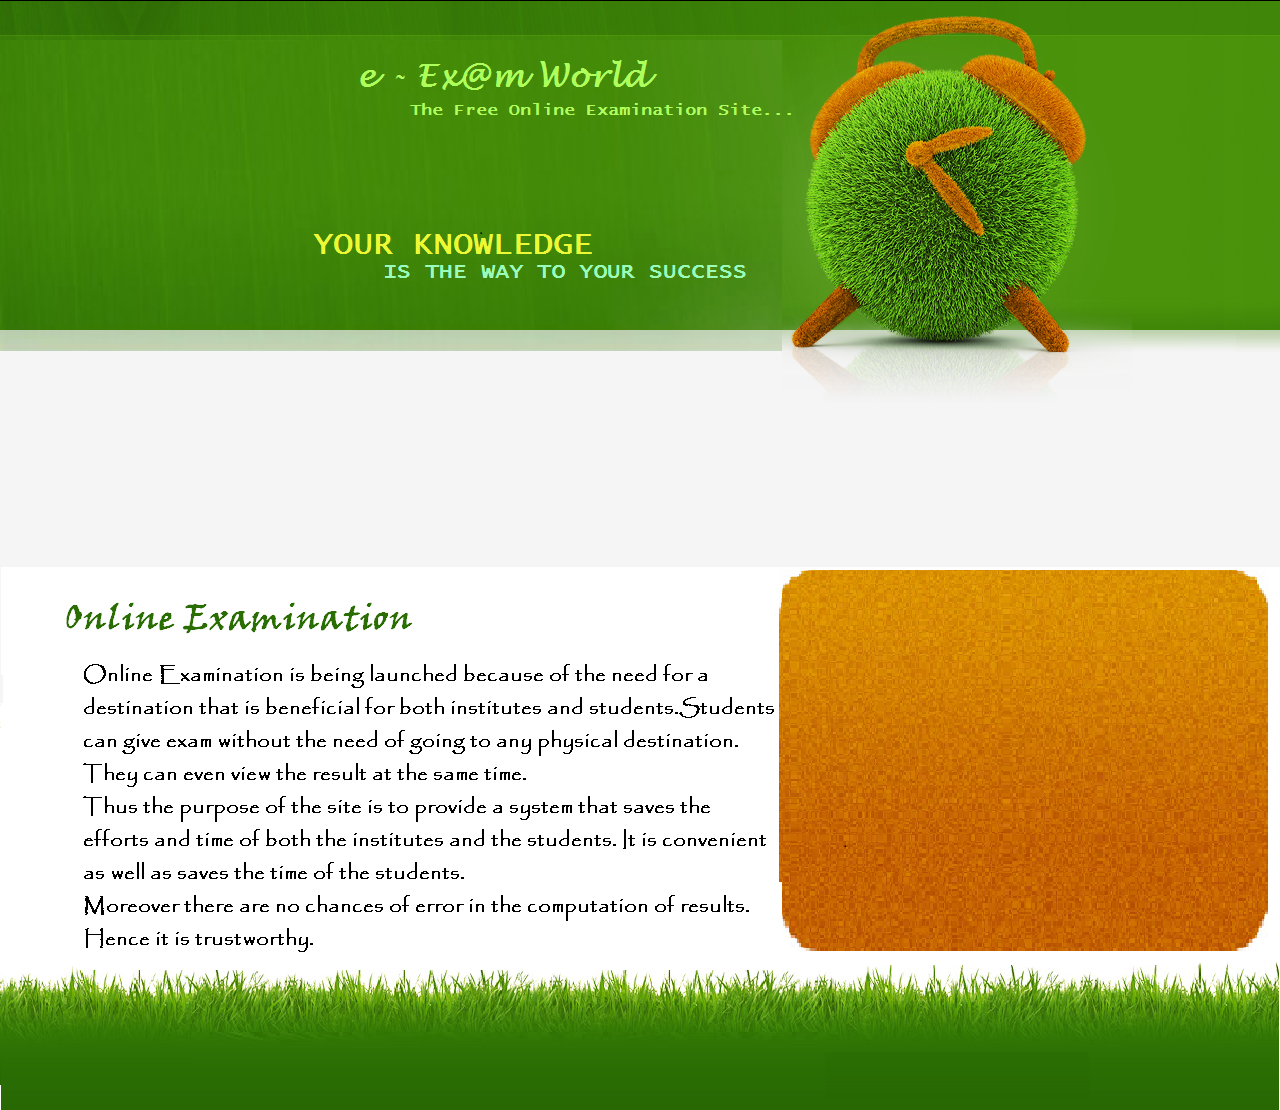 e - Ex@m World
The Free Online Examination Site...
YOUR KNOWLEDGE
IS THE WAY TO YOUR SUCCESS
Online Examination
Online Examination is being launched because of the need for a
destination that is beneficial for both institutes and students.Students
can give exam without the need of going to any physical destination.
They can even view the result at the same time.
Thus the purpose of the site is to provide a system that saves the
efforts and time of both the institutes and the students. It is convenient
as well as saves the time of the students.
Moreover there are no chances of error in the computation of results.
Hence it is trustworthy.